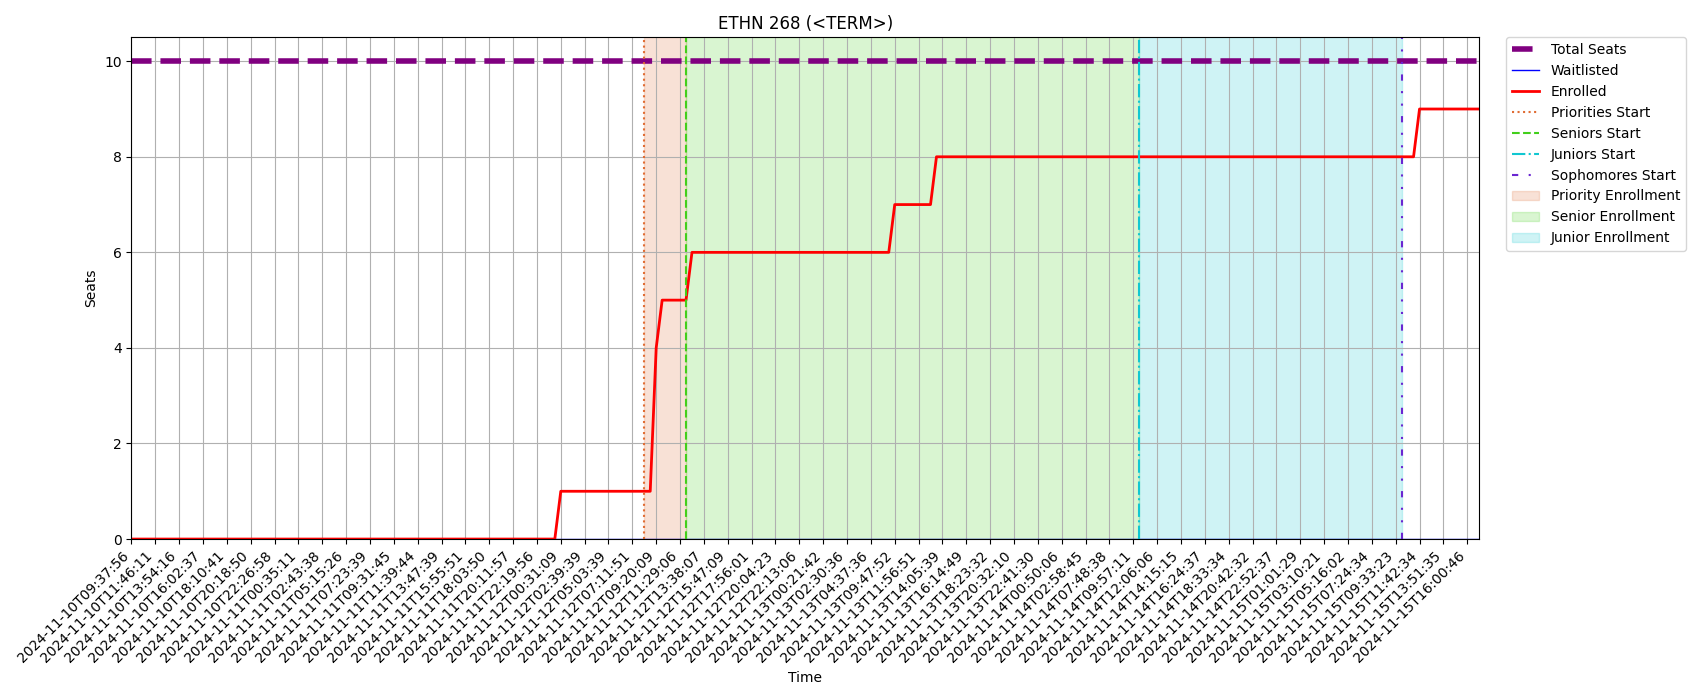 ETHN 268 (<TERM>)
Total Seats
Waitlisted
Enrolled
Priorities Start
Seniors Start
Juniors Start
Sophomores Start
Priority Enrollment
Senior Enrollment
Junior Enrollment
Seats
10
8
6
4
2
0
2024-11-10T09:37:56
2024-11-10T11:46:11
2024-11-10T13:54:16
2024-11-10T16:02:37
2024-11-10T18:10:41
2024-11-10T20:18:50
2024-11-10T22:26:58
2024-11-11T00:35:11
2024-11-11T02:43:38
2024-11-11T05:15:26
2024-11-11T07:23:39
2024-11-11T09:31:45
2024-11-11T11:39:44
2024-11-11T13:47:39
2024-11-11T15:55:51
2024-11-11T18:03:50
2024-11-11T20:11:57
2024-11-11T22:19:56
2024-11-12T00:31:09
2024-11-12T02:39:39
2024-11-12T05:03:39
2024-11-12T07:11:51
2024-11-12T09:20:09
2024-11-12T11:29:06
2024-11-12T13:38:07
2024-11-12T15:47:09
2024-11-12T17:56:01
2024-11-12T20:04:23
2024-11-12T22:13:06
2024-11-13T00:21:42
2024-11-13T02:30:36
2024-11-13T04:37:36
2024-11-13T09:47:52
2024-11-13T11:56:51
2024-11-13T14:05:39
2024-11-13T16:14:49
2024-11-13T18:23:32
2024-11-13T20:32:10
2024-11-13T22:41:30
2024-11-14T00:50:06
2024-11-14T02:58:45
2024-11-14T07:48:38
2024-11-14T09:57:11
2024-11-14T12:06:06
2024-11-14T14:15:15
2024-11-14T16:24:37
2024-11-14T18:33:34
2024-11-14T20:42:32
2024-11-14T22:52:37
2024-11-15T01:01:29
2024-11-15T03:10:21
2024-11-15T05:16:02
2024-11-15T07:24:34
2024-11-15T09:33:23
2024-11-15T11:42:34
2024-11-15T13:51:35
2024-11-15T16:00:46
Time